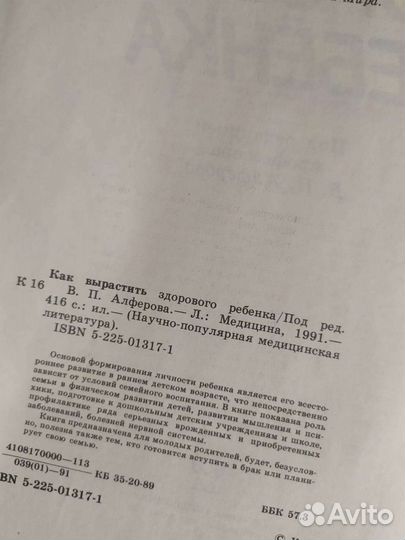 Мира.
ЕБЕНКА
Как вырастить здорового ребенка/Под ред.
К 16 В. П. Алферова.— Л.: Медицина, 1991.—
416 с.: ил.— (Научно-популярная медицинская
литература).
ISBN 5-225-01317-1
Основой формирования личности ребенка является его всесто-
роннее развитие в раннем детском возрасте, что непосредственно
зависит от условий семейного воспитания. В книге показана роль
семьи в физическом развитии детей, развитии мышления и пси-
хики, подготовке к дошкольным детским учреждениям и школе,
профилактике ряда серьезных врожденных и приобретенных
заболеваний, болезней нервной системы.
Книга предназначена для молодых родителей, будет, безуслов-
но, полезна также тем, кто готовится вступить в брак или плани-
рует свою семью.
4108170000—113
039(01)—91 КБ 35-20-89
ISBN 5-225-01317-1
ББК 57.3
Avito